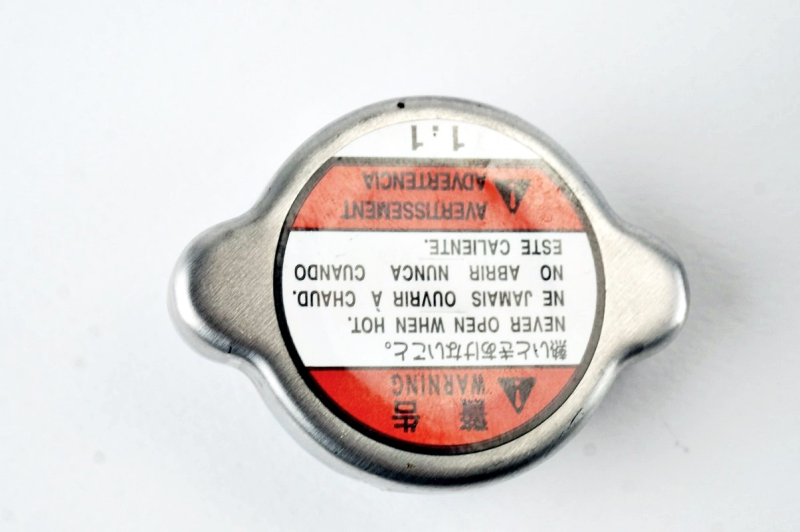 警告
WARNING
熱いときあけないこと。
NEVER OPEN WHEN HOT.
NE JAMAIS OUVRIR À CHAUD.
NO ABRIR NUNCA CUANDO
ESTE CALIENTE.
AVERTISSEMENT
ADVERTENCIA
1.1